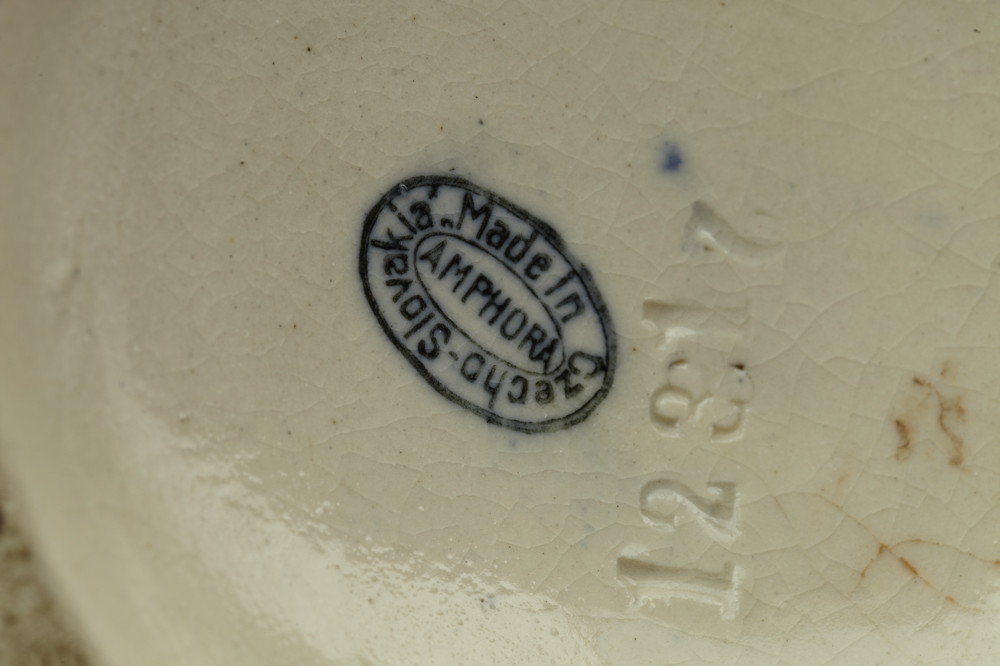 „Made in Czecho-Slovakia"
AMPHORA
12817